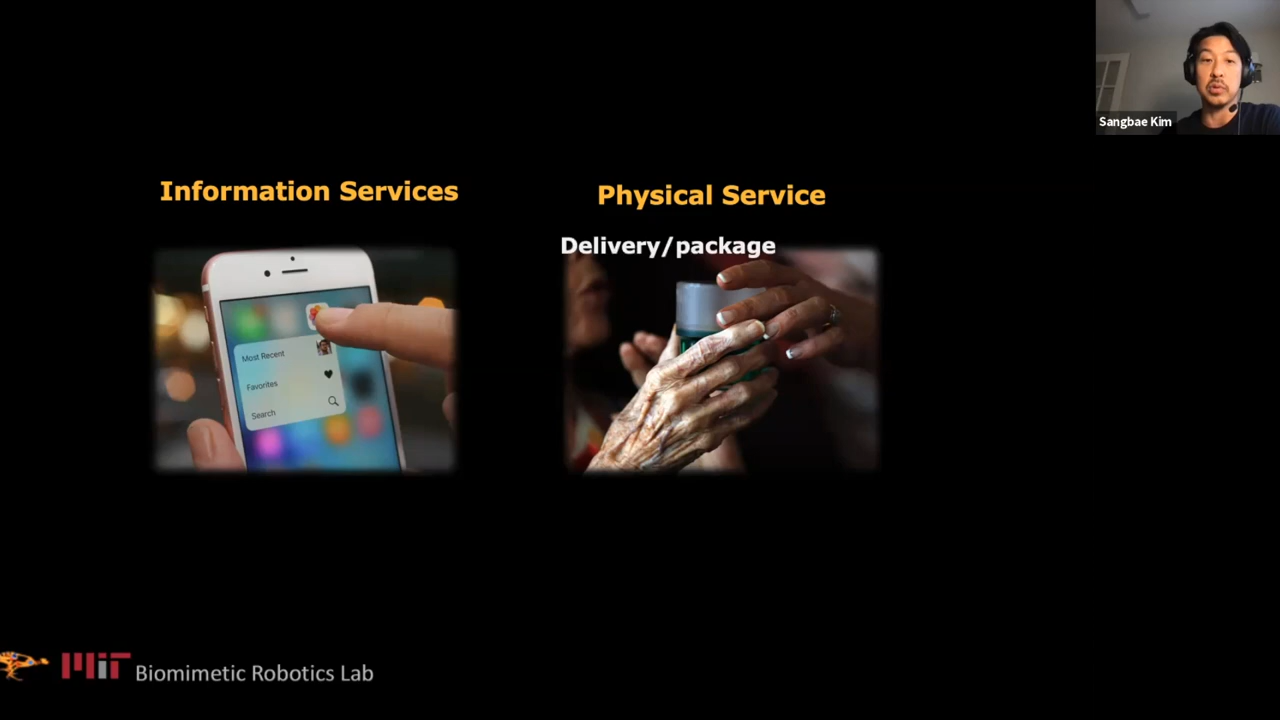 Sangbae Kim
Information Services
Physical Service
Delivery/package
Most Recent
Favorites
Search
MIT Biomimetic Robotics Lab